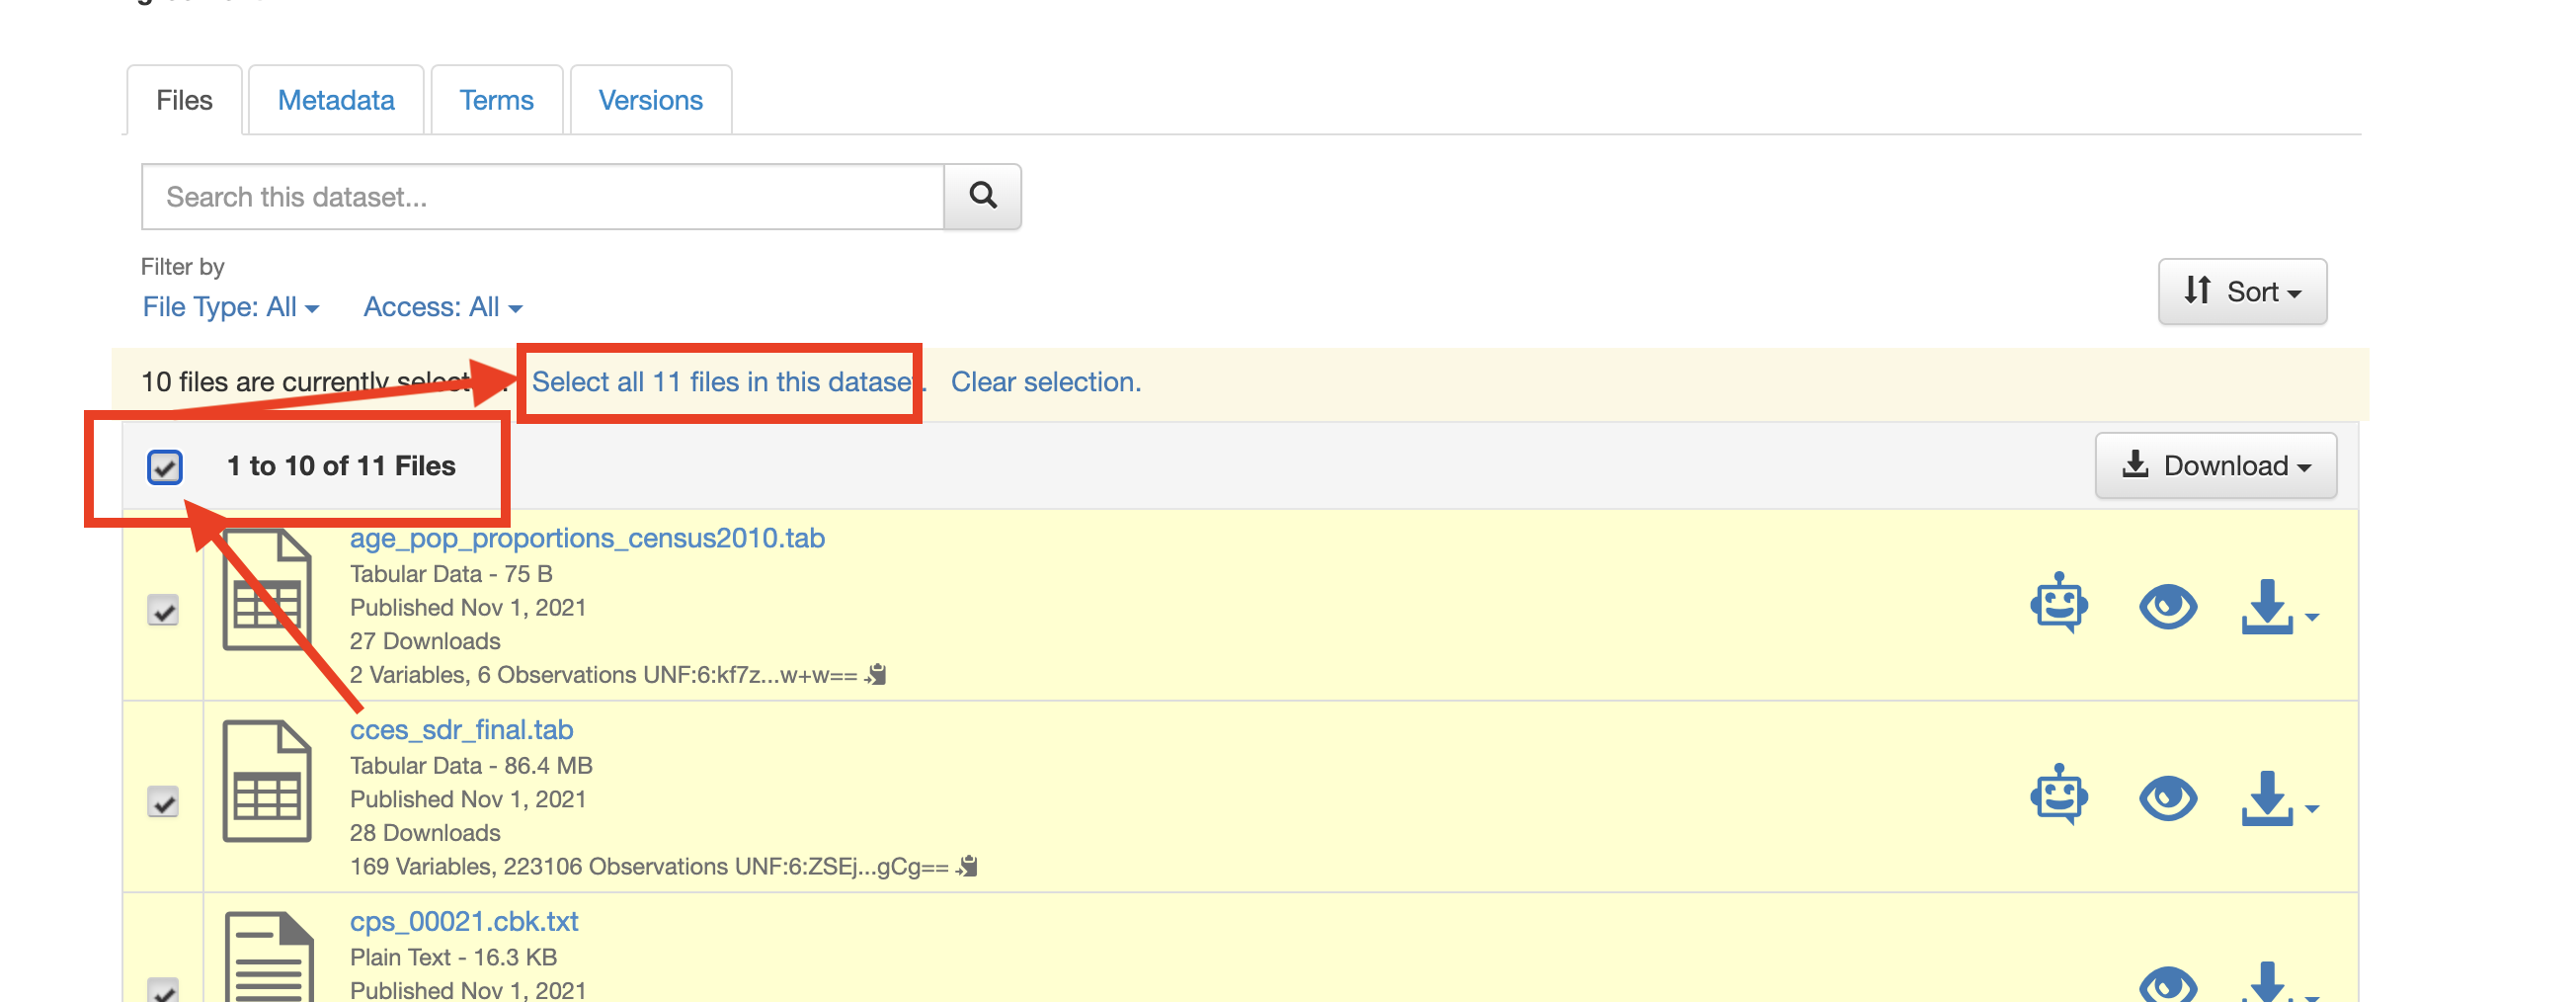 Files Metadata Terms Versions
Search this dataset...
Filter by
File Type: All Access: All
Sort
10 files are currently Select all 11 files in this dataset. Clear selection.
1 to 10 of 11 Files
Download
age_pop_proportions_census2010.tab
Tabular Data - 75 B
Published Nov 1, 2021
27 Downloads
2 Variables, 6 Observations UNF:6:kf7z...w+w==
cces_sdr_final.tab
Tabular Data - 86.4 MB
Published Nov 1, 2021
28 Downloads
169 Variables, 223106 Observations UNF:6:ZSEj...gCg==
cps_00021.cbk.txt
Plain Text - 16.3 KB
Published Nov 1, 2021